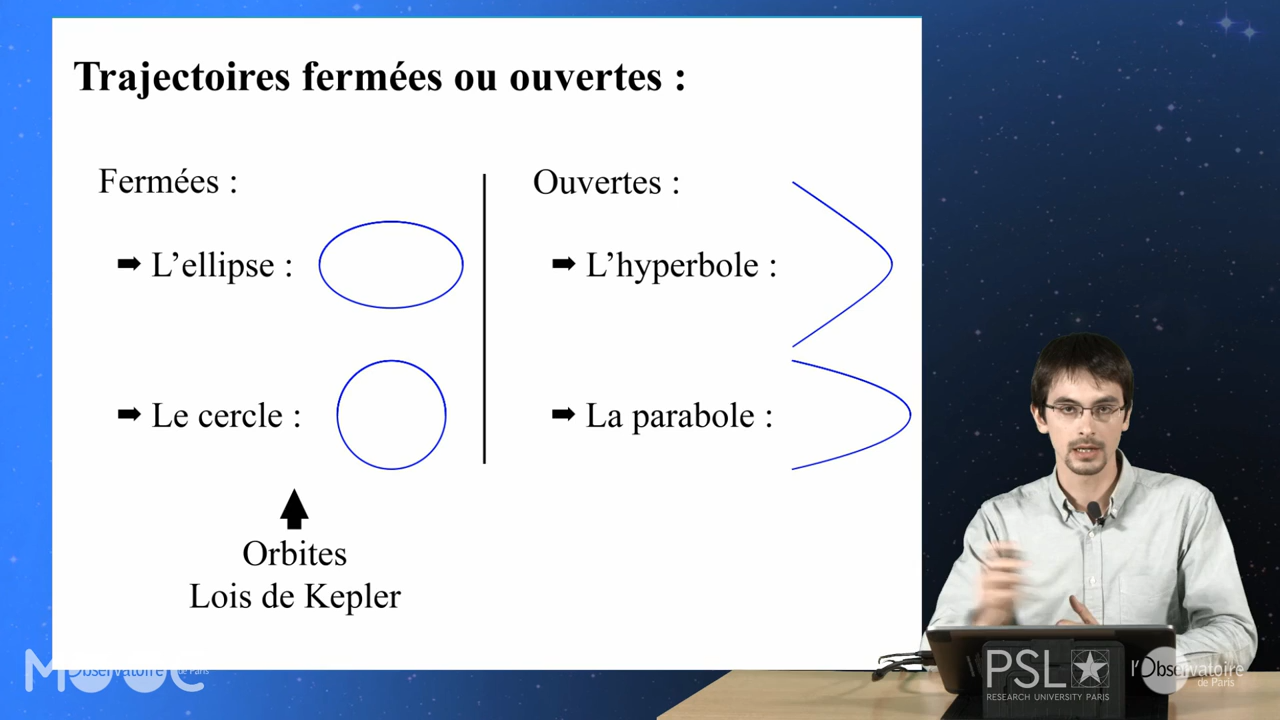 Trajectoires fermées ou ouvertes :
Fermées :
➡ L’ellipse :
➡ Le cercle :
Orbites
Lois de Kepler
Ouvertes :
➡ L’hyperbole :
➡ La parabole :
MOOC
l'Observatoire de Paris
PSL
RESEARCH UNIVERSITY PARIS
l'Observatoire
de Paris